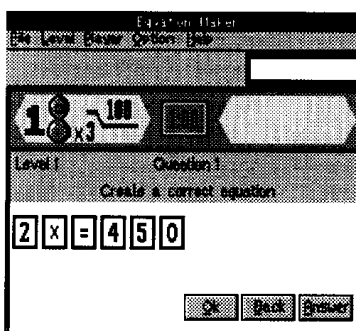 Equation Maker
File Level Player Option Help
18 x3 100
Level 1 Question 1
Create a correct equation
2 x = 4 5 0
Ok Back Answer